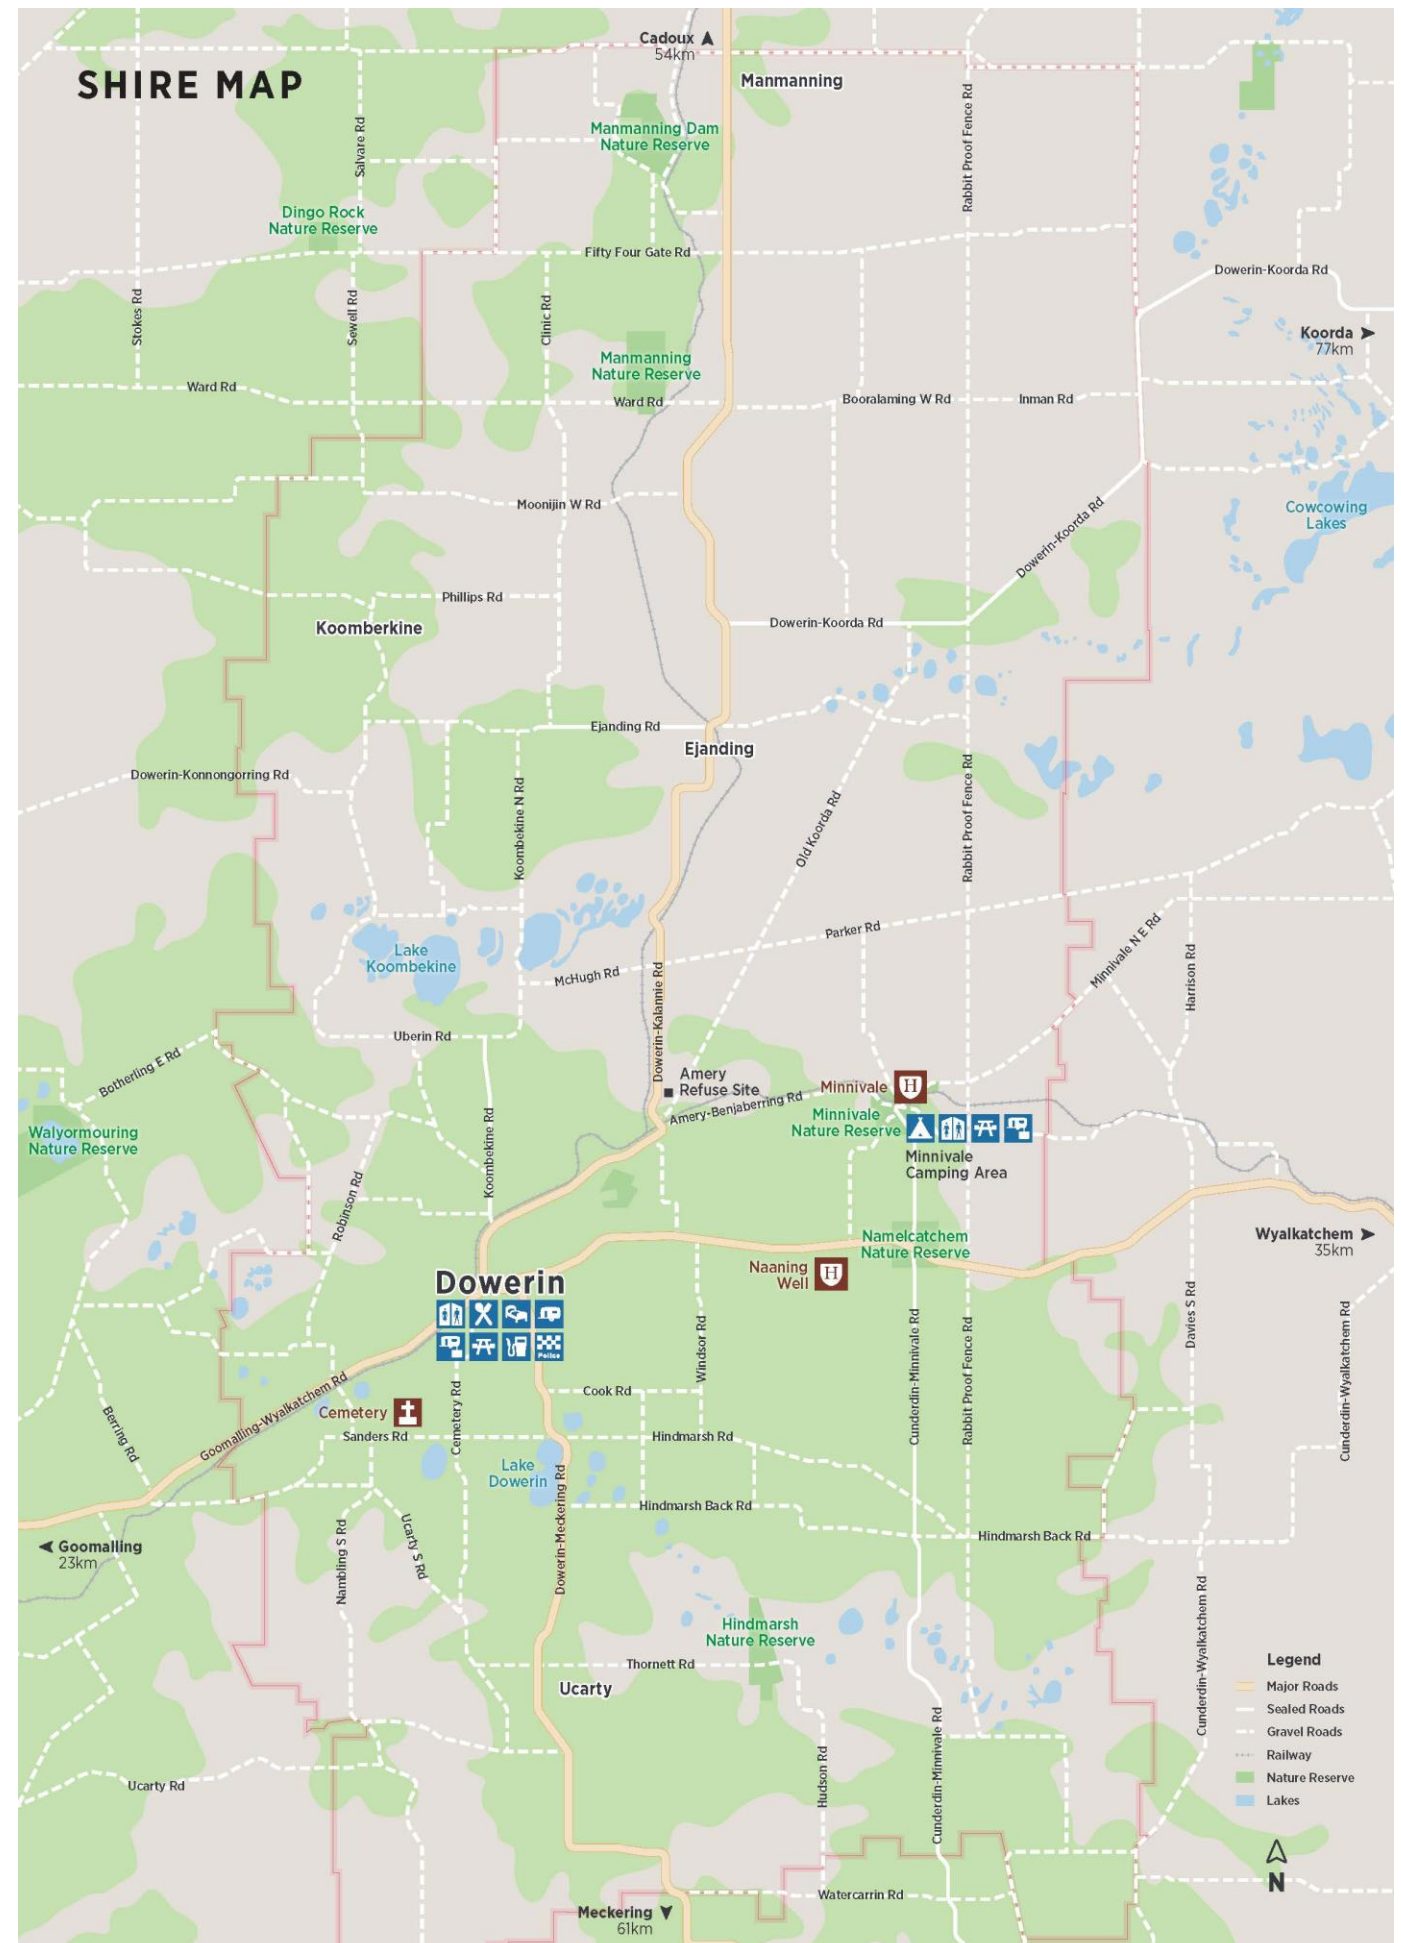 SHIRE MAP
Cadoux
54km
Manmanning
Manmanning Dam
Nature Reserve
Salvare Rd
Rabbit Proof Fence Rd
Dingo Rock
Nature Reserve
Fifty Four Gate Rd
Dowerin-Koorda Rd
Stokes Rd
Sewell Rd
Clinic Rd
Koorda
77km
Manmanning
Nature Reserve
Ward Rd
Ward Rd
Booralaming W Rd
Inman Rd
Moonijin W Rd
Cowcowing
Lakes
Dowerin-Koorda Rd
Phillips Rd
Koomberkine
Dowerin-Koorda Rd
Ejanding Rd
Ejanding
Dowerin-Konnongorring Rd
Koombekine N Rd
Old Koorda Rd
Rabbit Proof Fence Rd
Parker Rd
Minnivale N E Rd
Lake
Koombekine
McHugh Rd
Harrison Rd
Dowerin-Kalannie Rd
Uberin Rd
Botherling E Rd
Amery
Refuse Site
Minnivale
H
Amery-Benjaberring Rd
Minnivale
Nature Reserve
Walyormouring
Nature Reserve
Koombekine Rd
Minnivale
Camping Area
Robinson Rd
Namelcatchem
Nature Reserve
Wyalkatchem
35km
Naaning
Well
H
Dowerin
Police
Windsor Rd
Cunderdin-Minnivale Rd
Rabbit Proof Fence Rd
Davies S Rd
Cunderdin-Wyalkatchem Rd
Cook Rd
Goomalling-Wyalkatchem Rd
Cemetery
Cemetery Rd
Berring Rd
Sanders Rd
Hindmarsh Rd
Lake
Dowerin
Dowerin-Meckering Rd
Hindmarsh Back Rd
Hindmarsh Back Rd
Goomalling
23km
Nambling S Rd
Ucarty S Rd
Cunderdin-Wyalkatchem Rd
Hindmarsh
Nature Reserve
Thornett Rd
Ucarty
Legend
Major Roads
Sealed Roads
Gravel Roads
Railway
Nature Reserve
Lakes
Cunderdin-Minnivale Rd
Hudson Rd
Ucarty Rd
N
Watercarrin Rd
Meckering
61km